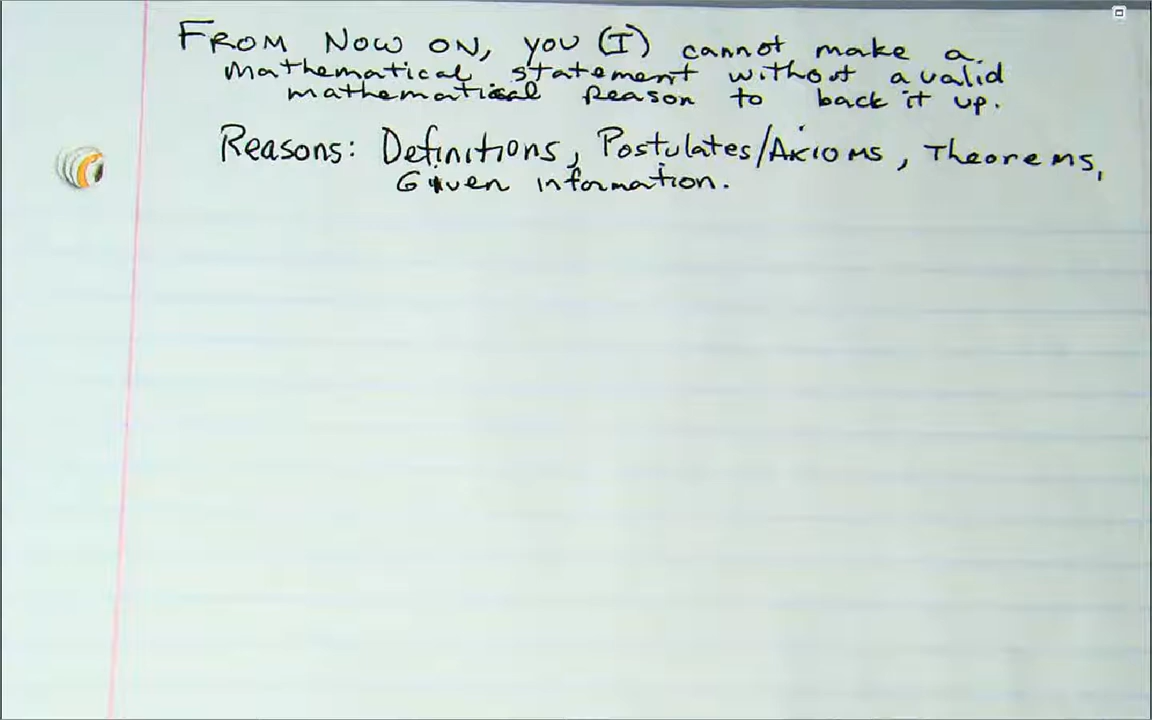 From Now on, you (I) cannot make a
mathematical statement without a valid
mathematical reason to back it up.
Reasons: Definitions, Postulates/Axioms, Theorems,
Given information.